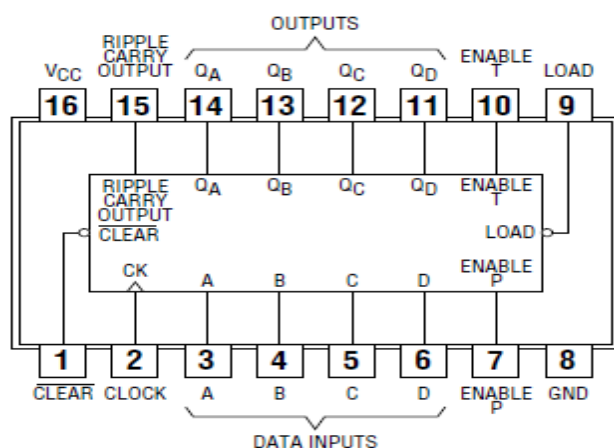 OUTPUTS
VCC
RIPPLE
CARRY
OUTPUT
QA
QB
QC
QD
ENABLE
T
LOAD
16
15
14
13
12
11
10
9
RIPPLE
CARRY
OUTPUT
QA
QB
QC
QD
ENABLE
T
CLEAR
LOAD
CK
A
B
C
D
ENABLE
P
1
2
3
4
5
6
7
8
CLEAR
CLOCK
A
B
C
D
ENABLE
P
GND
DATA INPUTS